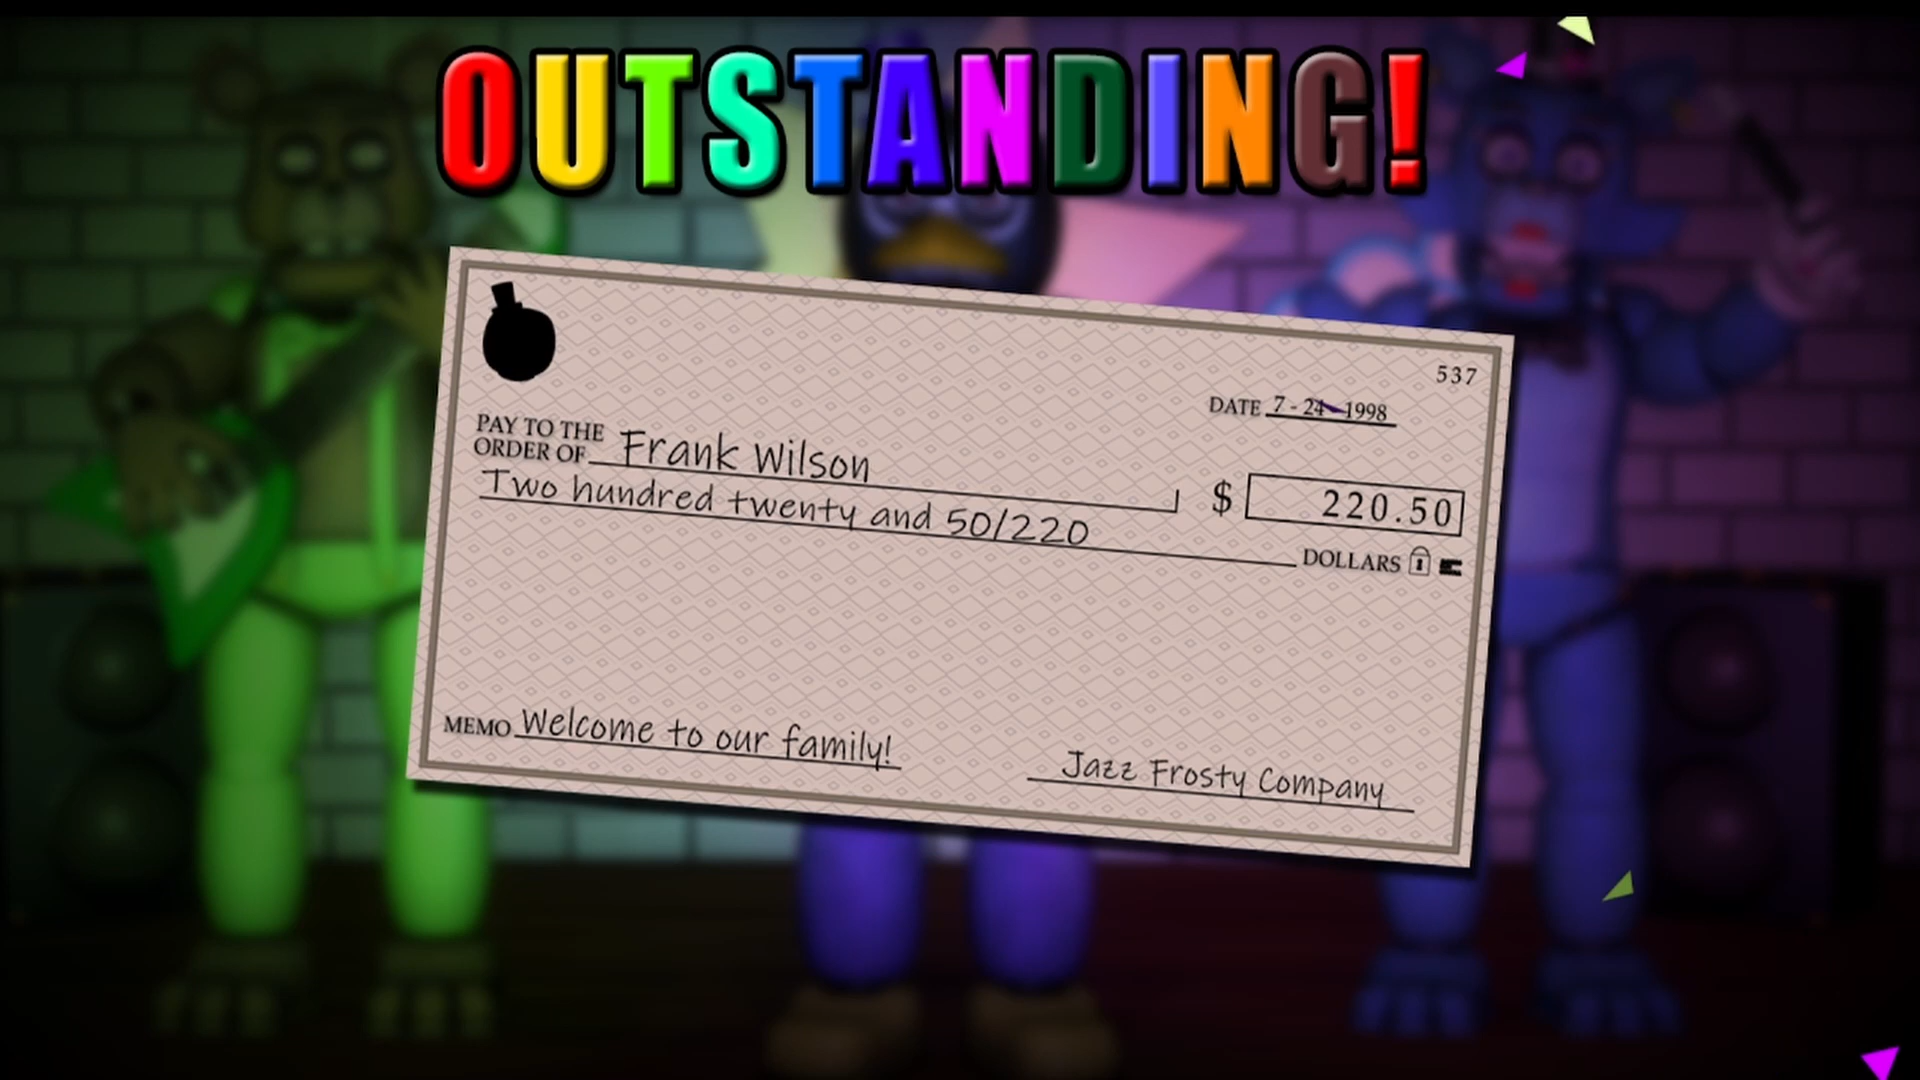 OUTSTANDING!
537
DATE 7 - 24 - 1998
PAY TO THE
ORDER OF Frank Wilson
$ 220.50
Two hundred twenty and 50/220
DOLLARS
MEMO Welcome to our family!
Jazz Frosty Company